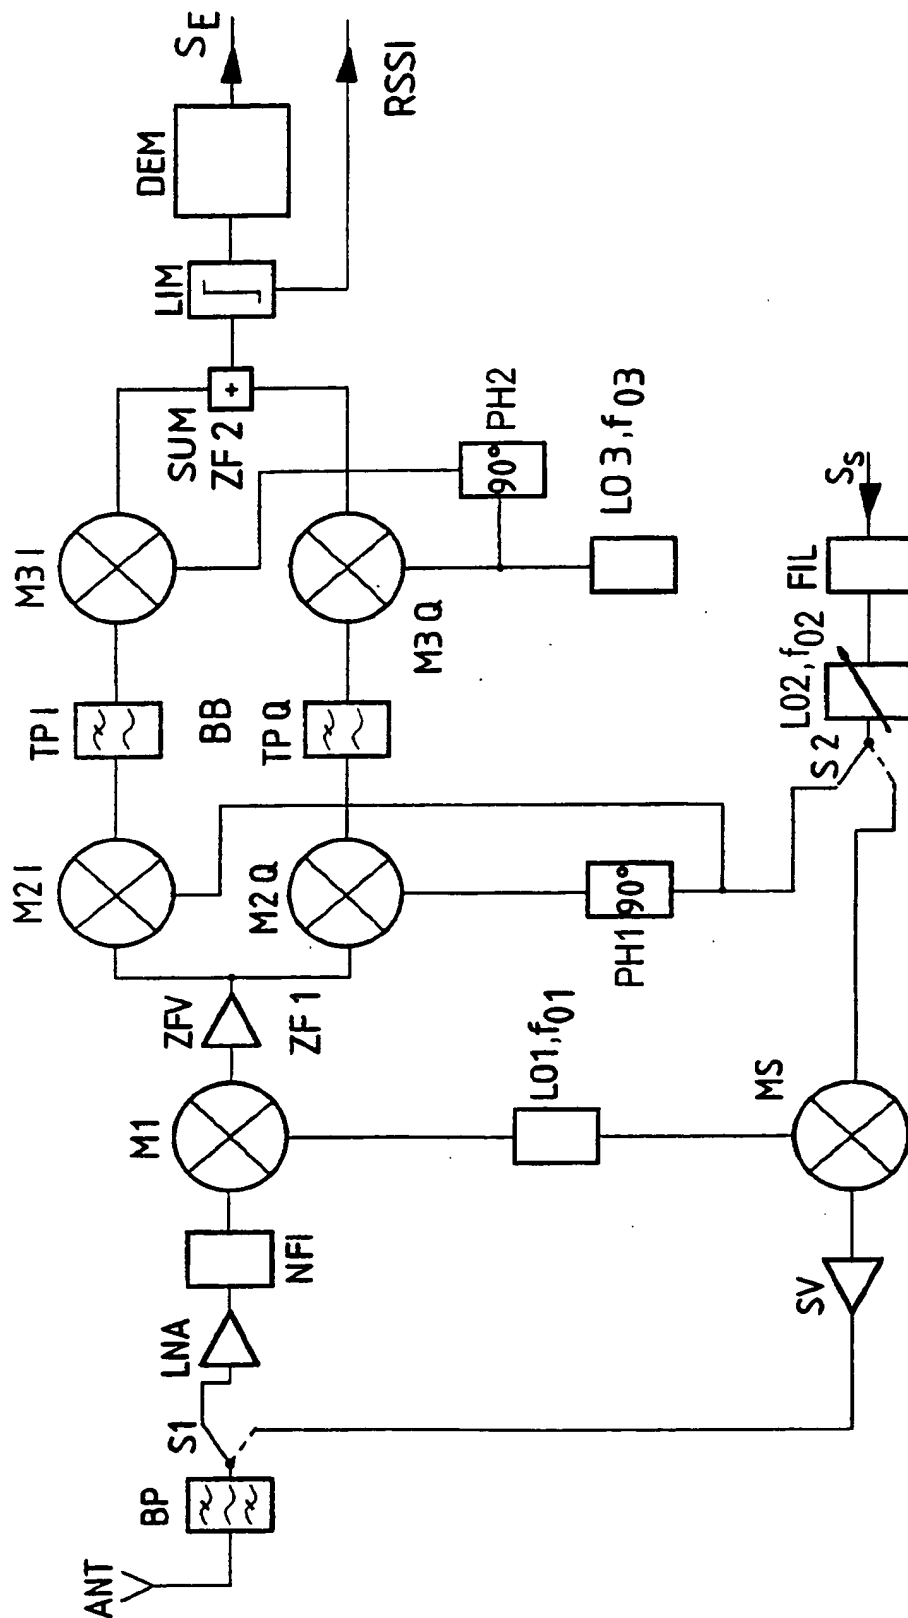 ANT
BP
S1
LNA
NFI
M1
ZFV
ZF1
M2I
M2Q
TPI
BB
TPQ
M3I
M3Q
SUM
ZF2
+
LIM
DEM
SE
RSSI
90°
PH2
LO3,f03
PH1
90°
LO1,f01
MS
SV
S2
LO2,f02
FIL
Ss